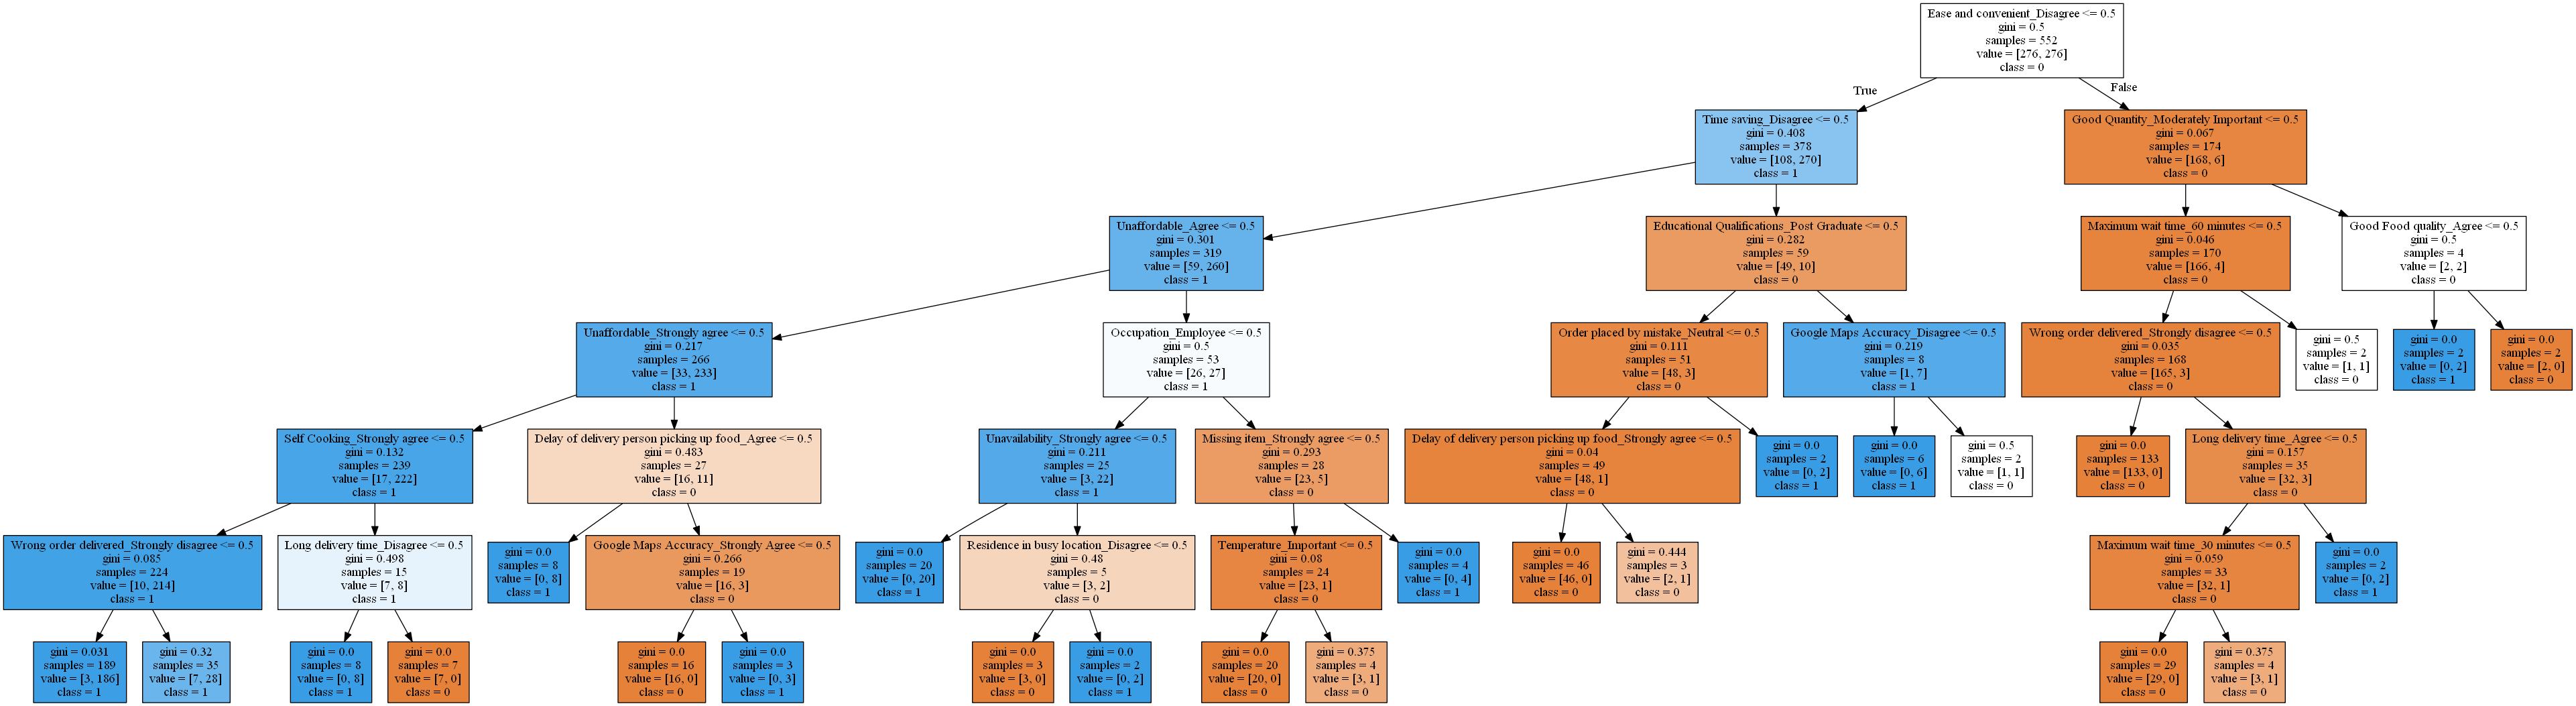 Ease and convenient_Disagree <= 0.5
gini = 0.5
samples = 552
value = [276, 276]
class = 0
True
False
Time saving_Disagree <= 0.5
gini = 0.408
samples = 378
value = [108, 270]
class = 1
Good Quantity_Moderately Important <= 0.5
gini = 0.067
samples = 174
value = [168, 6]
class = 0
Unaffordable_Agree <= 0.5
gini = 0.301
samples = 319
value = [59, 260]
class = 1
Educational Qualifications_Post Graduate <= 0.5
gini = 0.282
samples = 59
value = [49, 10]
class = 0
Maximum wait time_60 minutes <= 0.5
gini = 0.046
samples = 170
value = [166, 4]
class = 0
Good Food quality_Agree <= 0.5
gini = 0.5
samples = 4
value = [2, 2]
class = 0
Unaffordable_Strongly agree <= 0.5
gini = 0.217
samples = 266
value = [33, 233]
class = 1
Occupation_Employee <= 0.5
gini = 0.5
samples = 53
value = [26, 27]
class = 1
Order placed by mistake_Neutral <= 0.5
gini = 0.111
samples = 51
value = [48, 3]
class = 0
Google Maps Accuracy_Disagree <= 0.5
gini = 0.219
samples = 8
value = [1, 7]
class = 1
Wrong order delivered_Strongly disagree <= 0.5
gini = 0.035
samples = 168
value = [165, 3]
class = 0
gini = 0.5
samples = 2
value = [1, 1]
class = 0
gini = 0.0
samples = 2
value = [0, 2]
class = 1
gini = 0.0
samples = 2
value = [2, 0]
class = 0
Self Cooking_Strongly agree <= 0.5
gini = 0.132
samples = 239
value = [17, 222]
class = 1
Delay of delivery person picking up food_Agree <= 0.5
gini = 0.483
samples = 27
value = [16, 11]
class = 0
Unavailability_Strongly agree <= 0.5
gini = 0.211
samples = 25
value = [3, 22]
class = 1
Missing item_Strongly agree <= 0.5
gini = 0.293
samples = 28
value = [23, 5]
class = 0
Delay of delivery person picking up food_Strongly agree <= 0.5
gini = 0.04
samples = 49
value = [48, 1]
class = 0
gini = 0.0
samples = 2
value = [0, 2]
class = 1
gini = 0.0
samples = 6
value = [0, 6]
class = 1
gini = 0.5
samples = 2
value = [1, 1]
class = 0
gini = 0.0
samples = 133
value = [133, 0]
class = 0
Long delivery time_Agree <= 0.5
gini = 0.157
samples = 35
value = [32, 3]
class = 0
Wrong order delivered_Strongly disagree <= 0.5
gini = 0.085
samples = 224
value = [10, 214]
class = 1
Long delivery time_Disagree <= 0.5
gini = 0.498
samples = 15
value = [7, 8]
class = 1
gini = 0.0
samples = 8
value = [0, 8]
class = 1
Google Maps Accuracy_Strongly Agree <= 0.5
gini = 0.266
samples = 19
value = [16, 3]
class = 0
gini = 0.0
samples = 20
value = [0, 20]
class = 1
Residence in busy location_Disagree <= 0.5
gini = 0.48
samples = 5
value = [3, 2]
class = 0
Temperature_Important <= 0.5
gini = 0.08
samples = 24
value = [23, 1]
class = 0
gini = 0.0
samples = 4
value = [0, 4]
class = 1
gini = 0.0
samples = 46
value = [46, 0]
class = 0
gini = 0.444
samples = 3
value = [2, 1]
class = 0
Maximum wait time_30 minutes <= 0.5
gini = 0.059
samples = 33
value = [32, 1]
class = 0
gini = 0.0
samples = 2
value = [0, 2]
class = 1
gini = 0.031
samples = 189
value = [3, 186]
class = 1
gini = 0.32
samples = 35
value = [7, 28]
class = 1
gini = 0.0
samples = 8
value = [0, 8]
class = 1
gini = 0.0
samples = 7
value = [7, 0]
class = 0
gini = 0.0
samples = 16
value = [16, 0]
class = 0
gini = 0.0
samples = 3
value = [0, 3]
class = 1
gini = 0.0
samples = 3
value = [3, 0]
class = 0
gini = 0.0
samples = 2
value = [0, 2]
class = 1
gini = 0.0
samples = 20
value = [20, 0]
class = 0
gini = 0.375
samples = 4
value = [3, 1]
class = 0
gini = 0.0
samples = 29
value = [29, 0]
class = 0
gini = 0.375
samples = 4
value = [3, 1]
class = 0